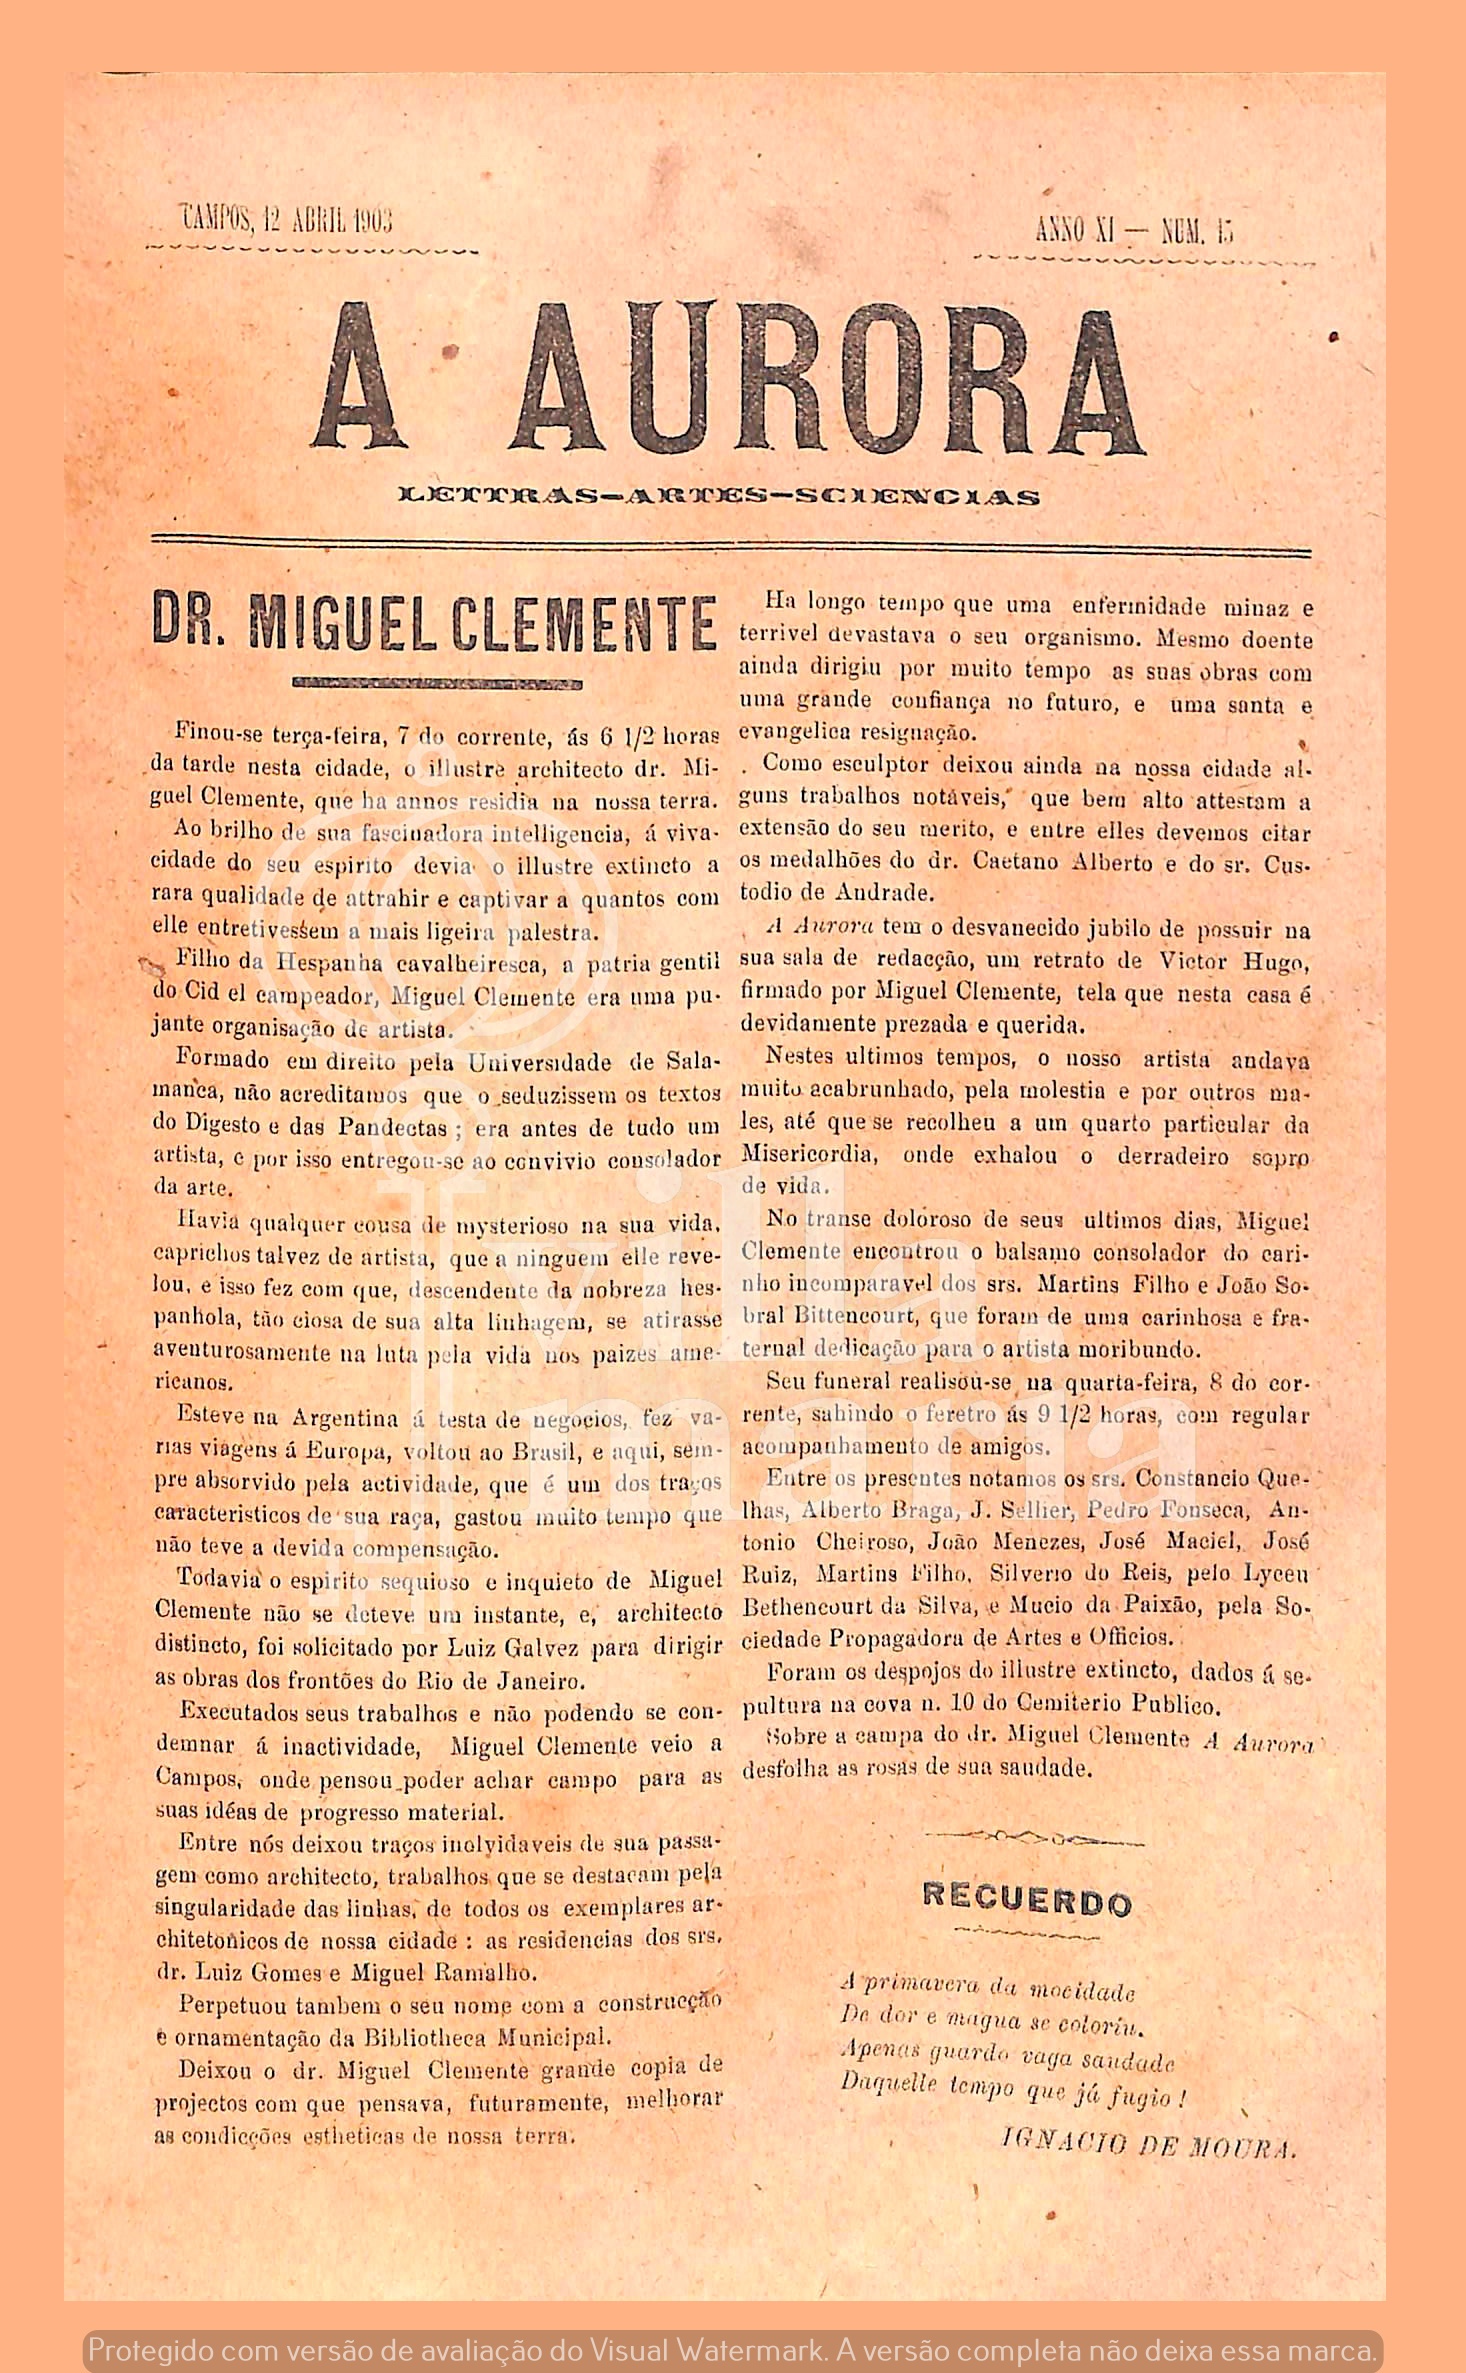 CAMPOS, 12 ABRIL 1903
ANNO XI — NUM. 15
A AURORA
LETTRAS-ARTES-SCIENCIAS
DR. MIGUEL CLEMENTE
Finou-se terça-feira, 7 do corrente, ás 6 1/2 horas
da tarde nesta cidade, o illustre architecto dr. Mi-
guel Clemente, que ha annos residia na nossa terra.
Ao brilho de sua fascinadora intelligencia, á viva-
cidade do seu espirito devia o illustre extincto a
rara qualidade de attrahir e captivar a quantos com
elle entretivessem a mais ligeira palestra.
Filho da Hespanha cavalheiresca, a patria gentil
do Cid el campeador, Miguel Clemente era uma pu-
jante organisação de artista.
Formado em direito pela Universidade de Sala-
manca, não acreditamos que o seduzissem os textos
do Digesto e das Pandectas ; era antes de tudo um
artista, e por isso entregou-se ao convivio consolador
da arte.
Havia qualquer cousa de mysterioso na sua vida,
caprichos talvez de artista, que a ninguem elle reve-
lou, e isso fez com que, descendente da nobreza hes-
panhola, tão ciosa de sua alta linhagem, se atirasse
aventurosamente na luta pela vida nos paizes ame-
ricanos.
Esteve na Argentina á testa de negocios, fez va-
rias viagens á Europa, voltou ao Brasil, e aqui, sem-
pre absorvido pela actividade, que é um dos traços
caracteristicos de sua raça, gastou muito tempo que
não teve a devida compensação.
Todavia o espirito sequioso e inquieto de Miguel
Clemente não se deteve um instante, e, architecto
distincto, foi solicitado por Luiz Galvez para dirigir
as obras dos frontões do Rio de Janeiro.
Executados seus trabalhos e não podendo se con-
demnar á inactividade, Miguel Clemente veio a
Campos, onde pensou poder achar campo para as
suas idéas de progresso material.
Entre nós deixou traços inolvidaveis de sua passa-
gem como architecto, trabalhos que se destacam pela
singularidade das linhas, de todos os exemplares ar-
chitetonicos de nossa cidade : as residencias dos srs.
dr. Luiz Gomes e Miguel Ramalho.
Perpetuou tambem o seu nome com a construcção
e ornamentação da Bibliotheca Municipal.
Deixou o dr. Miguel Clemente grande copia de
projectos com que pensava, futuramente, melhorar
as condicções estheticas de nossa terra.
Ha longo tempo que uma enfermidade minaz e
terrivel devastava o seu organismo. Mesmo doente
ainda dirigiu por muito tempo as suas obras com
uma grande confiança no futuro, e uma santa e
evangelica resignação.
Como esculptor deixou ainda na nossa cidade al-
guns trabalhos notáveis, que bem alto attestam a
extensão do seu merito, e entre elles devemos citar
os medalhões do dr. Caetano Alberto e do sr. Cus-
todio de Andrade.
A Aurora tem o desvanecido jubilo de possuir na
sua sala de redacção, um retrato de Victor Hugo,
firmado por Miguel Clemente, tela que nesta casa é
devidamente prezada e querida.
Nestes ultimos tempos, o nosso artista andava
muito acabrunhado, pela molestia e por outros ma-
les, até que se recolheu a um quarto particular da
Misericordia, onde exhalou o derradeiro sopro
de vida.
No transe doloroso de seus ultimos dias, Miguel
Clemente encontrou o balsamo consolador do cari-
nho incomparavel dos srs. Martins Filho e João So-
bral Bittencourt, que foram de uma carinhosa e fra-
ternal dedicação para o artista moribundo.
Seu funeral realisou-se na quarta-feira, 8 do cor-
rente, sahindo o feretro ás 9 1/2 horas, com regular
acompanhamento de amigos.
Entre os presentes notamos os srs. Constancio Que-
lhas, Alberto Braga, J. Sellier, Pedro Fonseca, An-
tonio Cheiroso, João Menezes, José Maciel, José
Ruiz, Martins Filho, Silverio do Reis, pelo Lyceu
Bethencourt da Silva, e Mucio da Paixão, pela So-
ciedade Propagadora de Artes e Officios.
Foram os despojos do illustre extincto, dados á se-
pultura na cova n. 10 do Cemiterio Publico.
Sobre a campa do dr. Miguel Clemente A Aurora
desfolha as rosas de sua saudade.
RECUERDO
A primavera da mocidade
De dor e magua se coloriu.
Apenas guardo vaga saudade
Daquelle tempo que já fugio !
IGNACIO DE MOURA.
villa maria
Protegido com versão de avaliação do Visual Watermark. A versão completa não deixa essa marca.